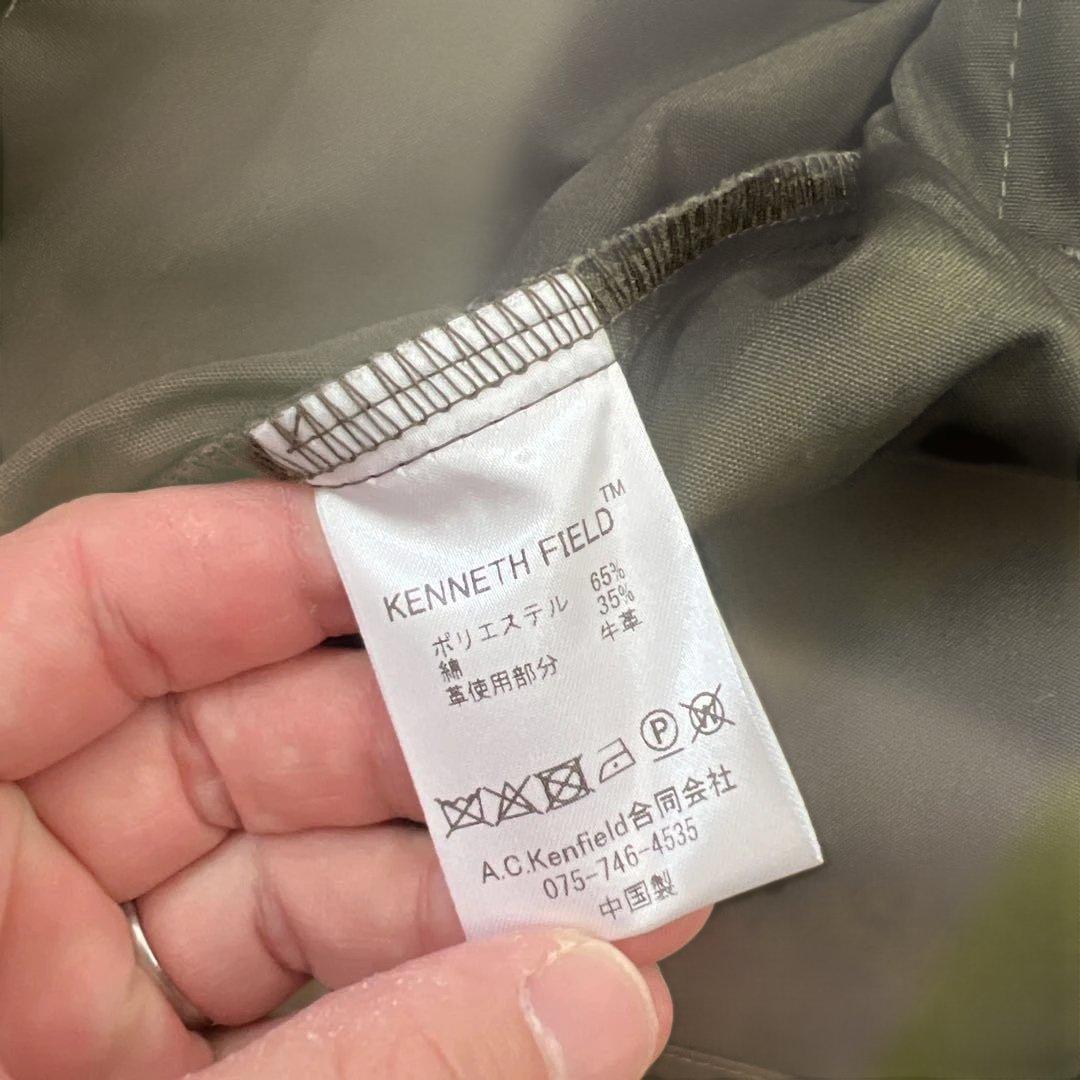 KENNETH FIELD™
ポリエステル 65%
綿 35%
革使用部分 牛革
P W
A.C.Kenfield合同会社
075-746-4535
中国製